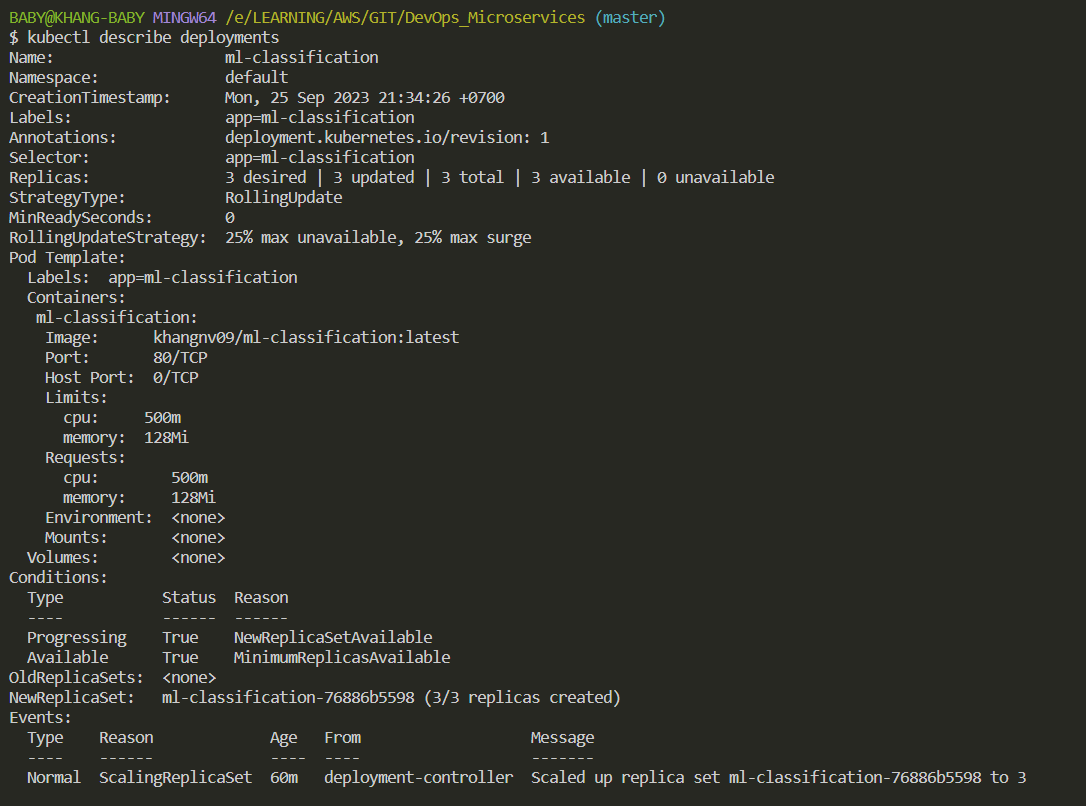 BABY@KHANG-BABY MINGW64 /e/LEARNING/AWS/GIT/DevOps_Microservices (master)
$ kubectl describe deployments
Name:                   ml-classification
Namespace:              default
CreationTimestamp:      Mon, 25 Sep 2023 21:34:26 +0700
Labels:                 app=ml-classification
Annotations:            deployment.kubernetes.io/revision: 1
Selector:               app=ml-classification
Replicas:               3 desired | 3 updated | 3 total | 3 available | 0 unavailable
StrategyType:           RollingUpdate
MinReadySeconds:        0
RollingUpdateStrategy:  25% max unavailable, 25% max surge
Pod Template:
  Labels:  app=ml-classification
  Containers:
   ml-classification:
    Image:      khangnv09/ml-classification:latest
    Port:       80/TCP
    Host Port:  0/TCP
    Limits:
      cpu:     500m
      memory:  128Mi
    Requests:
      cpu:        500m
      memory:     128Mi
    Environment:  <none>
    Mounts:       <none>
  Volumes:        <none>
Conditions:
  Type           Status  Reason
  ----           ------  ------
  Progressing    True    NewReplicaSetAvailable
  Available      True    MinimumReplicasAvailable
OldReplicaSets:  <none>
NewReplicaSet:   ml-classification-76886b5598 (3/3 replicas created)
Events:
  Type    Reason             Age   From                   Message
  ----    ------             ----  ----                   -------
  Normal  ScalingReplicaSet  60m   deployment-controller  Scaled up replica set ml-classification-76886b5598 to 3